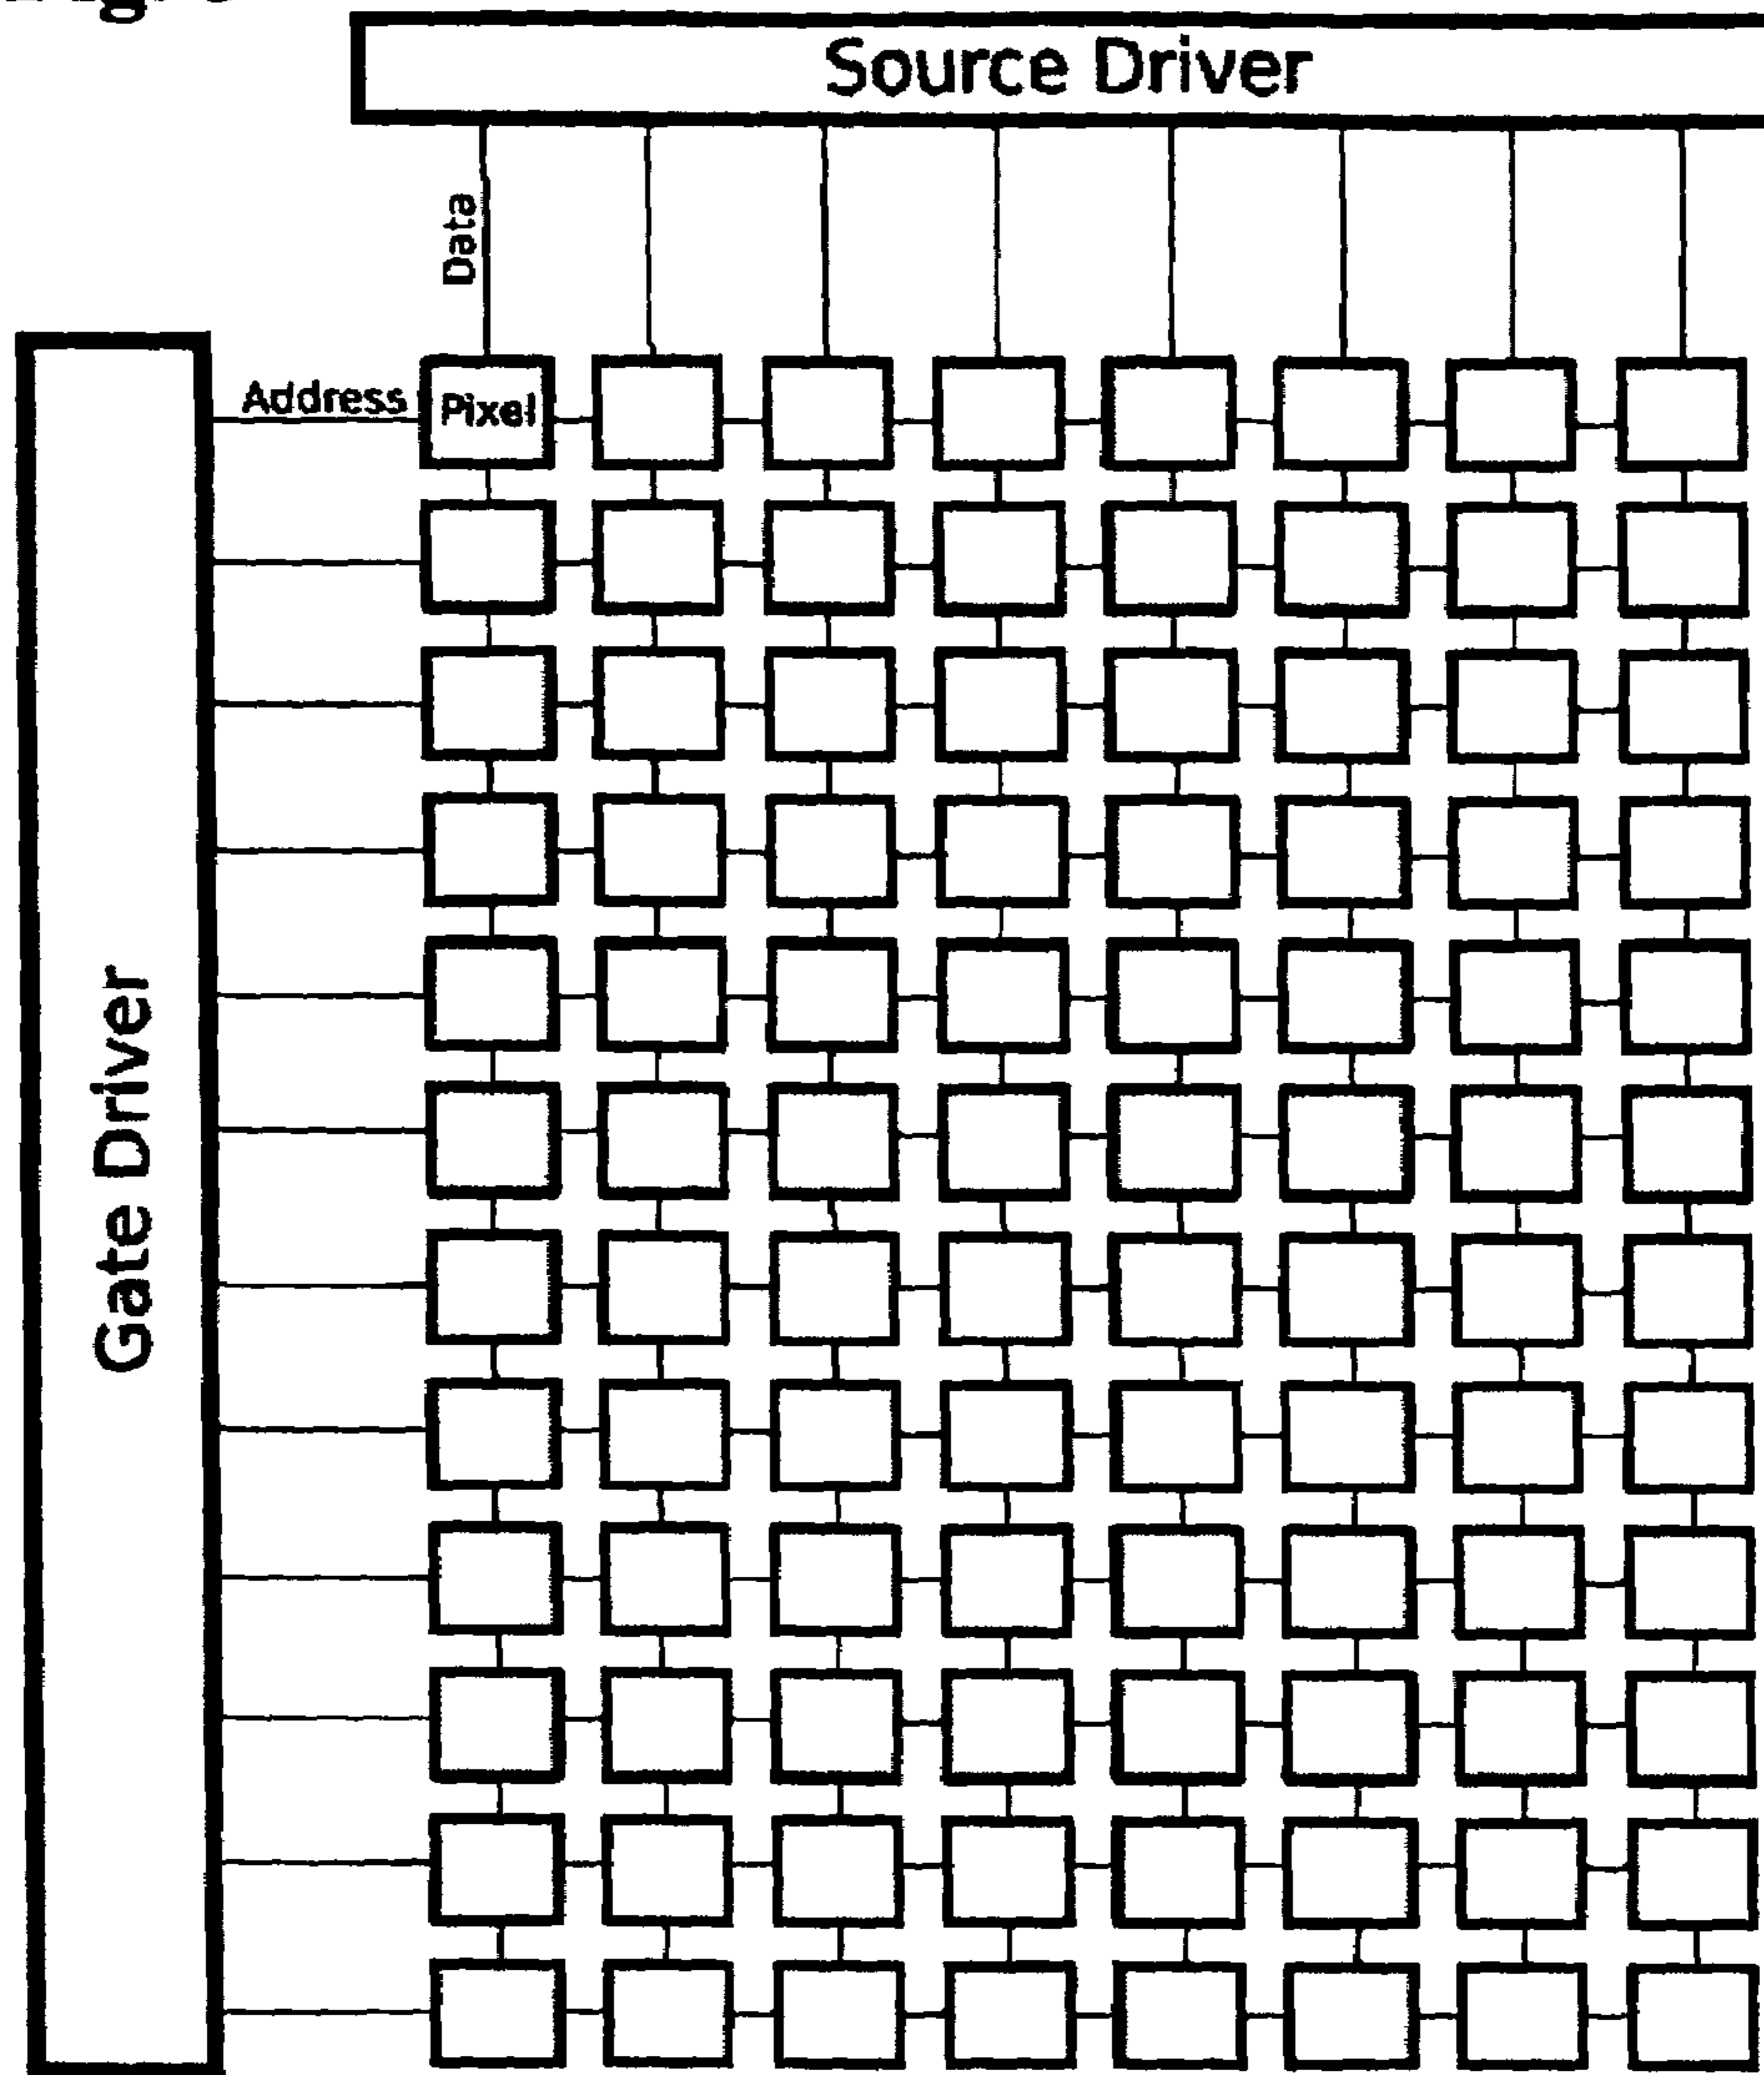 Source Driver
Data
Address
Pixel
Gate Driver